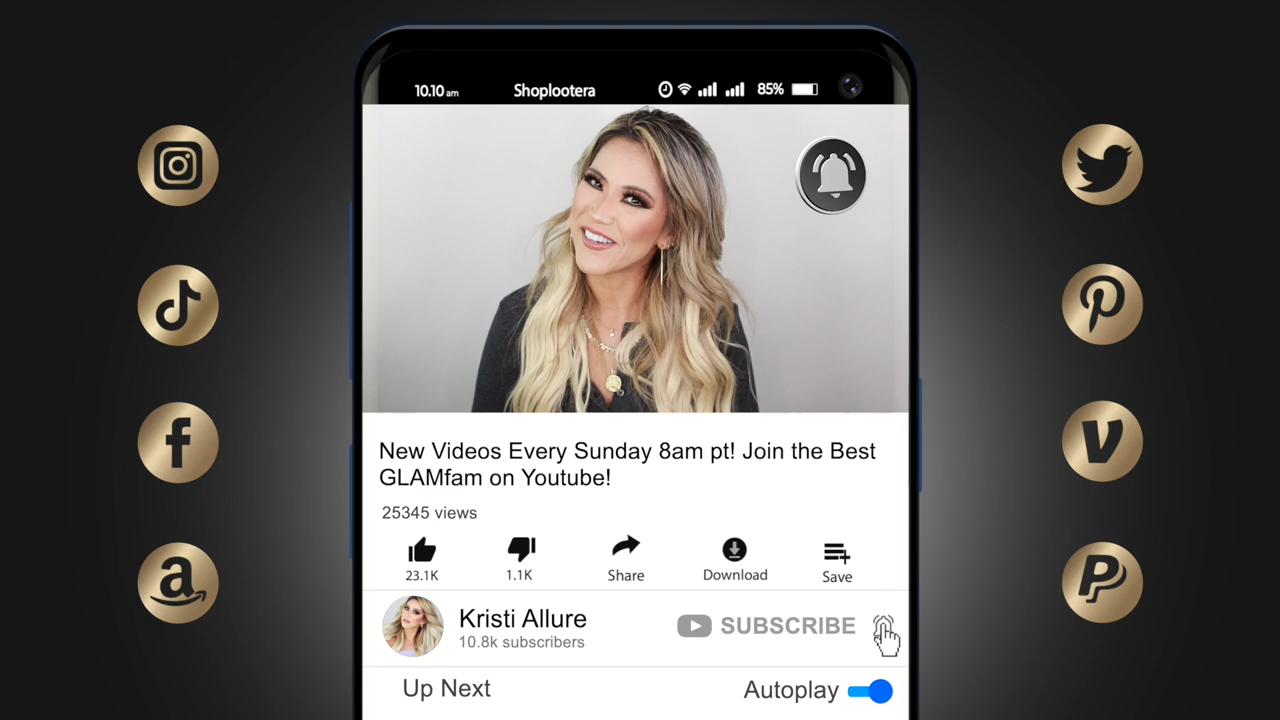 10.10 am Shoplootera 85%
New Videos Every Sunday 8am pt! Join the Best
GLAMfam on Youtube!
25345 views
23.1K 1.1K Share Download Save
Kristi Allure SUBSCRIBE
10.8k subscribers
Up Next Autoplay